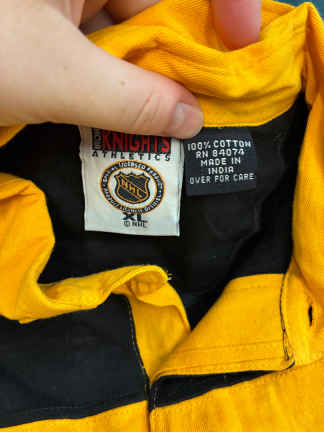 KNIGHTS
ATHLETICS
NHL
XL
© NHL
100% COTTON
RN 84074
MADE IN
INDIA
OVER FOR CARE